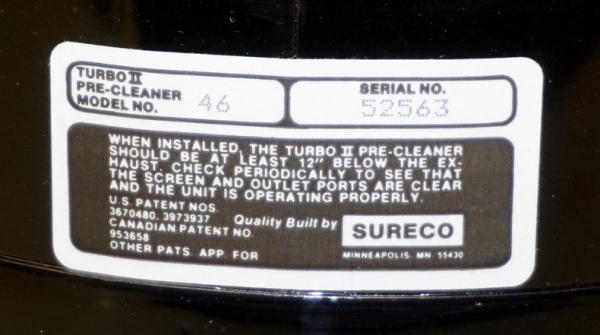 TURBO II
PRE-CLEANER
MODEL NO. 46
SERIAL NO.
52563
WHEN INSTALLED, THE TURBO II PRE-CLEANER
SHOULD BE AT LEAST 12" BELOW THE EX-
HAUST. CHECK PERIODICALLY TO SEE THAT
THE SCREEN AND OUTLET PORTS ARE CLEAR
AND THE UNIT IS OPERATING PROPERLY.
U.S. PATENT NOS.
3670480, 3973937
CANADIAN PATENT NO.
953658
OTHER PATS. APP. FOR
Quality Built by
SURECO
MINNEAPOLIS, MN 55430